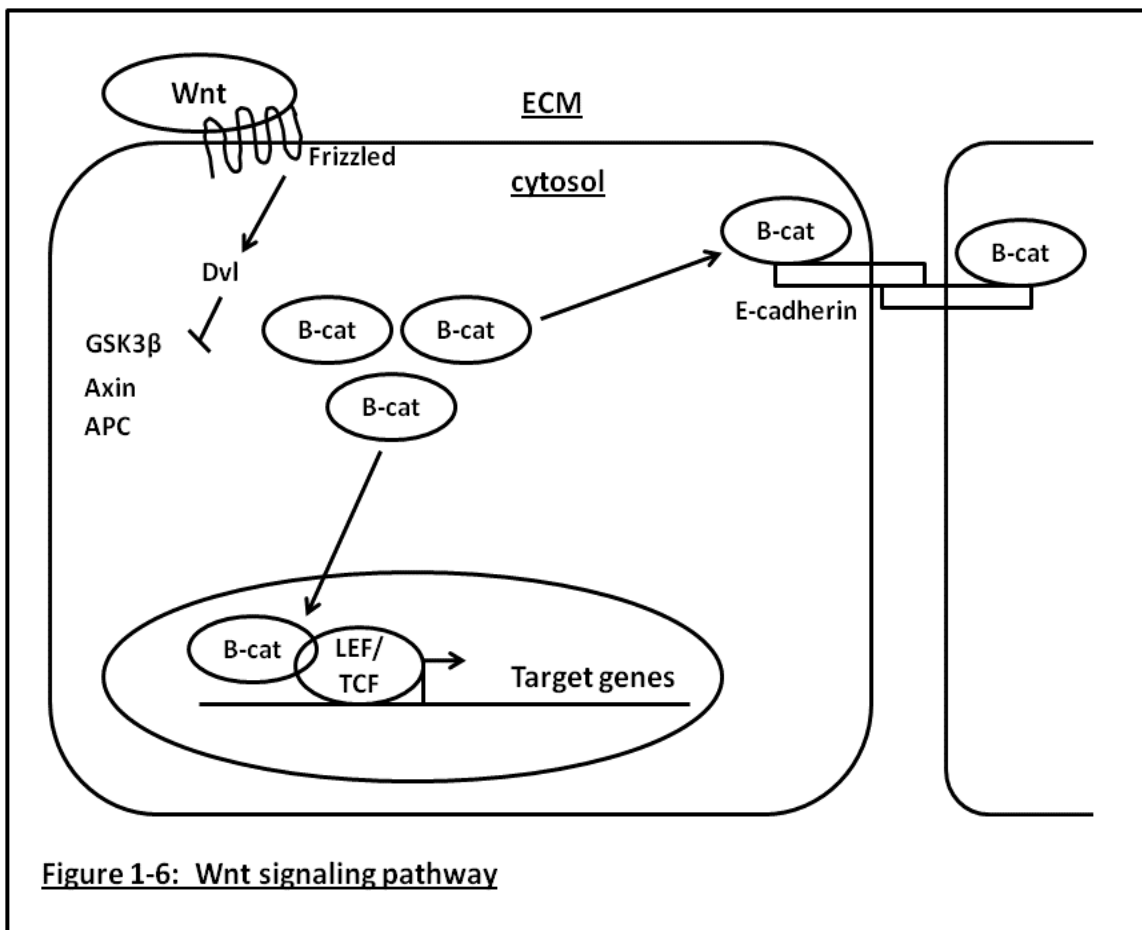 Wnt
ECM
Frizzled
cytosol
B-cat
B-cat
Dvl
E-cadherin
B-cat
B-cat
GSK3β
Axin
B-cat
APC
B-cat
LEF/
TCF
Target genes
Figure 1-6: Wnt signaling pathway